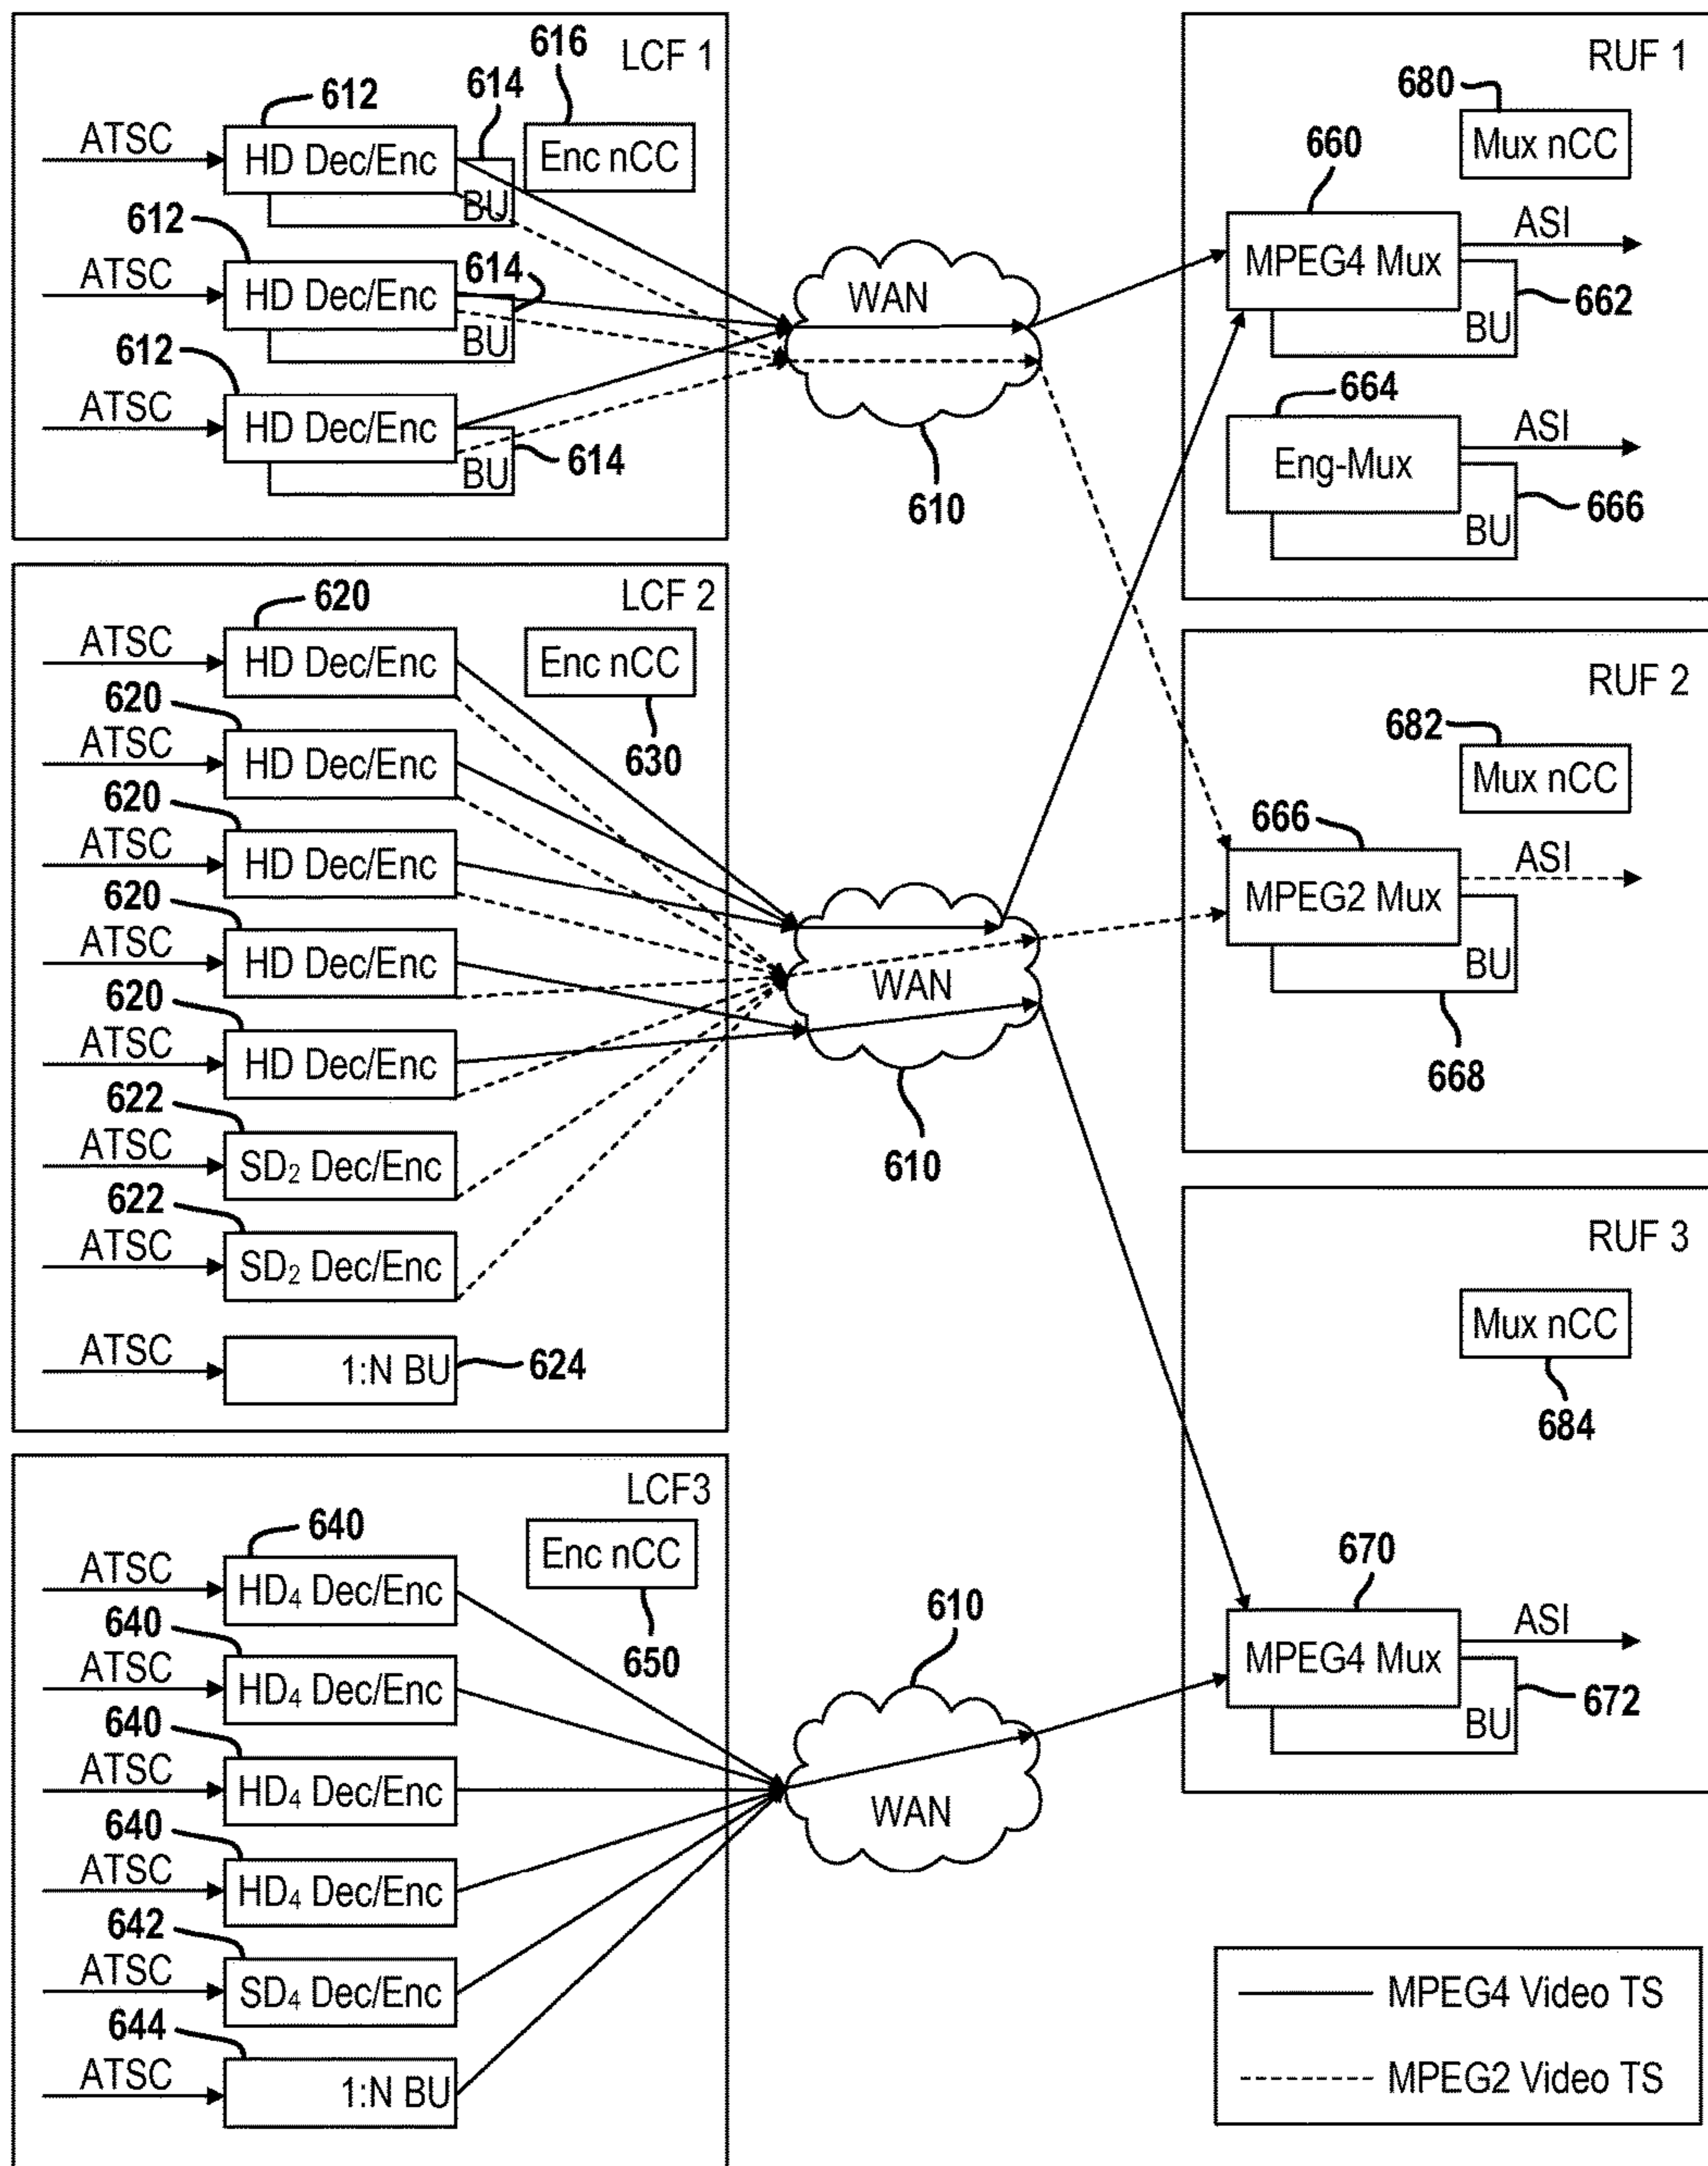 LCF 1
616
614
612
ATSC
HD Dec/Enc
Enc nCC
BU
612
614
ATSC
HD Dec/Enc
BU
612
ATSC
HD Dec/Enc
614
BU
LCF 2
620
ATSC
HD Dec/Enc
Enc nCC
630
620
ATSC
HD Dec/Enc
620
ATSC
HD Dec/Enc
620
ATSC
HD Dec/Enc
620
ATSC
HD Dec/Enc
622
ATSC
SD₂ Dec/Enc
622
ATSC
SD₂ Dec/Enc
ATSC
1:N BU
624
LCF3
640
ATSC
HD₄ Dec/Enc
Enc nCC
650
640
ATSC
HD₄ Dec/Enc
640
ATSC
HD₄ Dec/Enc
640
ATSC
HD₄ Dec/Enc
642
ATSC
SD₄ Dec/Enc
644
ATSC
1:N BU
WAN
610
WAN
610
610
WAN
RUF 1
680
Mux nCC
660
MPEG4 Mux
ASI
662
BU
664
Eng-Mux
ASI
666
BU
RUF 2
682
Mux nCC
666
MPEG2 Mux
ASI
BU
668
RUF 3
Mux nCC
684
670
MPEG4 Mux
ASI
672
BU
MPEG4 Video TS
MPEG2 Video TS